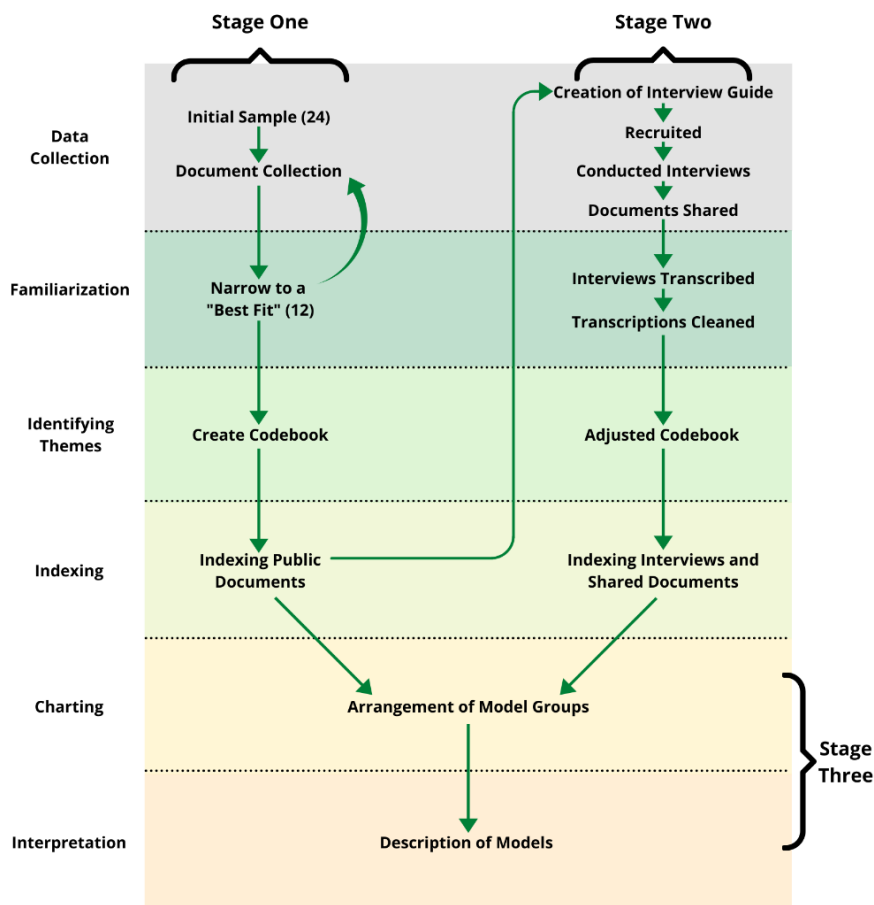 Stage One
Stage Two
Data
Collection
Initial Sample (24)
Document Collection
Creation of Interview Guide
Recruited
Conducted Interviews
Documents Shared
Familiarization
Narrow to a
"Best Fit" (12)
Interviews Transcribed
Transcriptions Cleaned
Identifying
Themes
Create Codebook
Adjusted Codebook
Indexing
Indexing Public
Documents
Indexing Interviews and
Shared Documents
Charting
Arrangement of Model Groups
Stage
Three
Interpretation
Description of Models